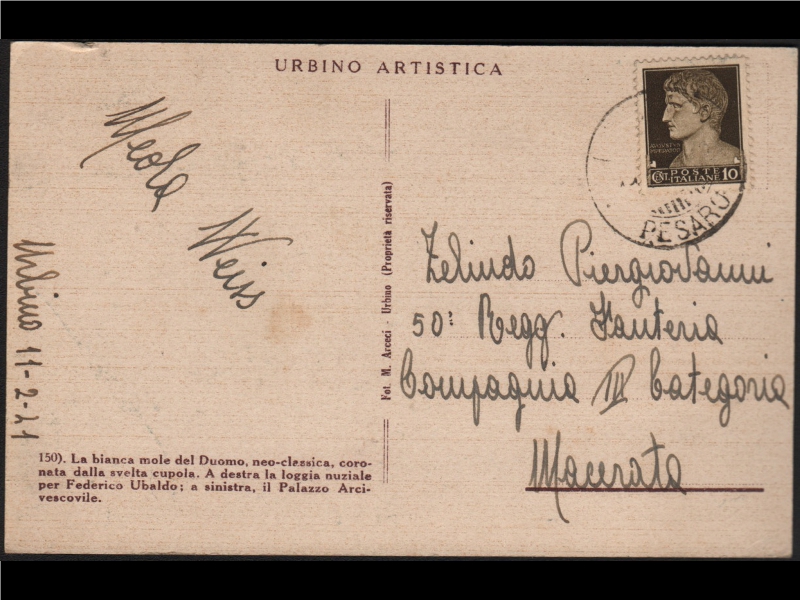 URBINO ARTISTICA
POSTE
ITALIANE 10
PESARO
Weiss
Urbino 11-2-41
Fot. M. Arceci - Urbino (Proprietà riservata)
Zelindo Piergiovanni
50: Regg. Fanteria
Compagnia III Categoria
Macerata
150). La bianca mole del Duomo, neo-classica, coro-
nata dalla svelta cupola. A destra la loggia nuziale
per Federico Ubaldo; a sinistra, il Palazzo Arci-
vescovile.